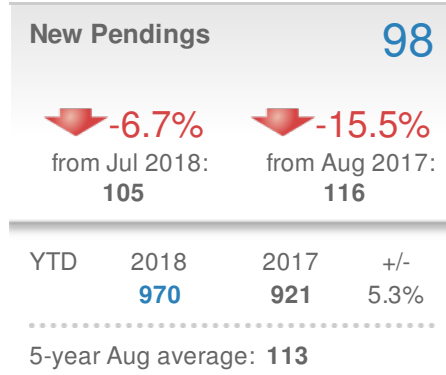 New Pendings 98
-6.7% -15.5%
from Jul 2018: from Aug 2017:
105 116
YTD 2018 2017 +/-
970 921 5.3%
5-year Aug average: 113